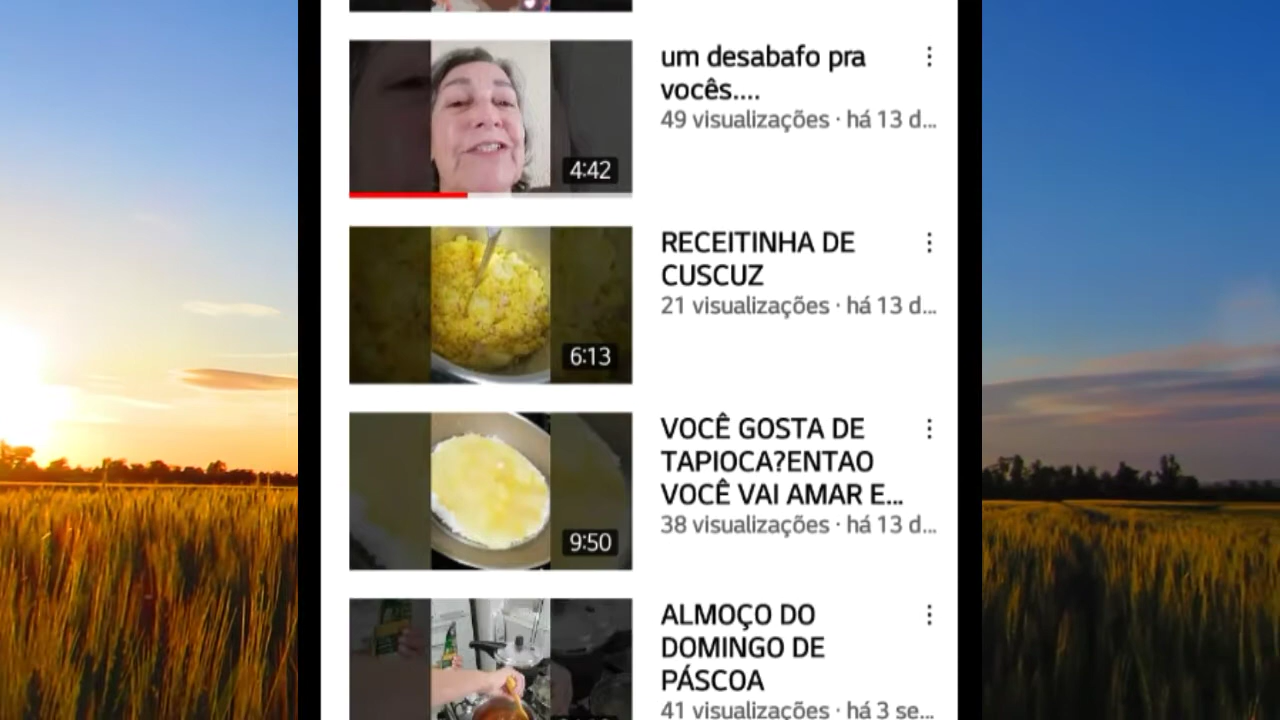 um desabafo pra
vocês....
49 visualizações · há 13 d...
4:42
RECEITINHA DE
CUSCUZ
21 visualizações · há 13 d...
6:13
VOCÊ GOSTA DE
TAPIOCA?ENTAO
VOCÊ VAI AMAR E...
38 visualizações · há 13 d...
9:50
ALMOÇO DO
DOMINGO DE
PÁSCOA
41 visualizações · há 3 se...